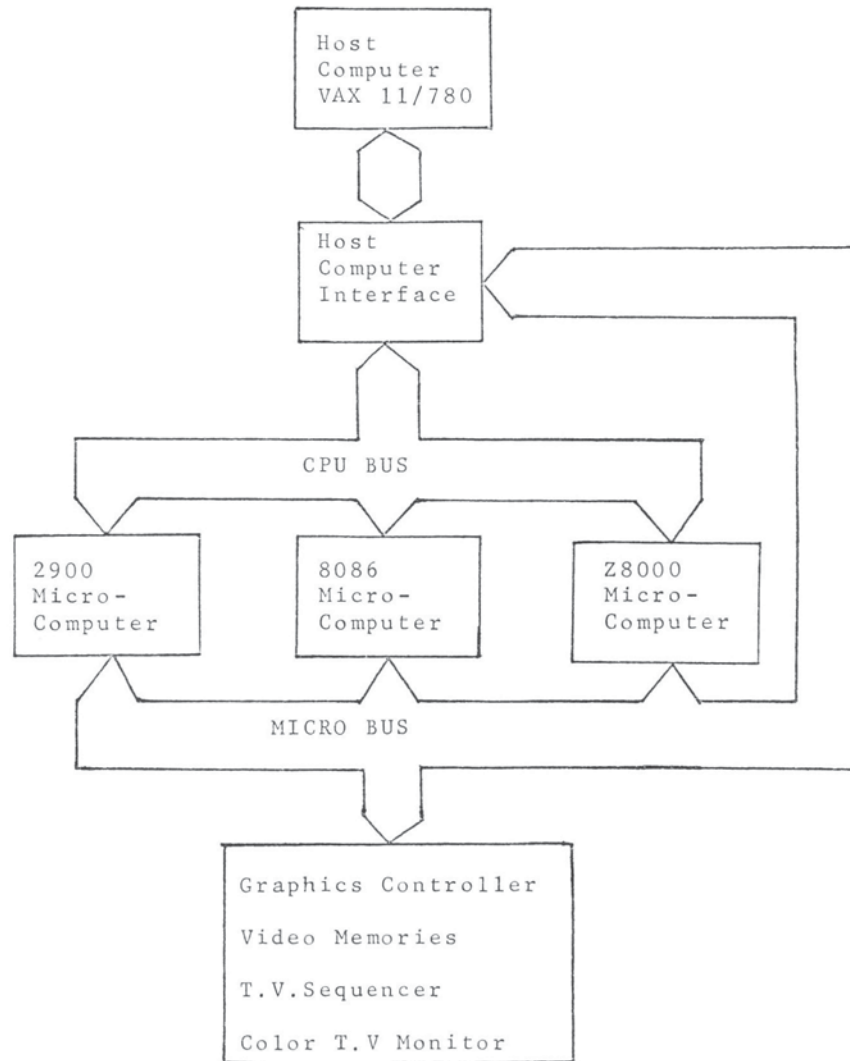 Host
Computer
VAX 11/780
Host
Computer
Interface
CPU BUS
2900
Micro-
Computer
8086
Micro-
Computer
Z8000
Micro-
Computer
MICRO BUS
Graphics Controller
Video Memories
T.V.Sequencer
Color T.V Monitor